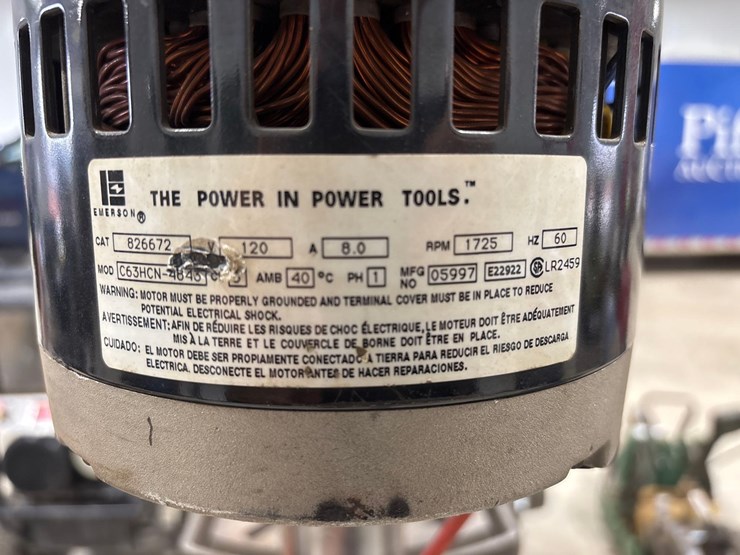 EMERSON®
THE POWER IN POWER TOOLS.™
CAT 826672 V 120 A 8.0 RPM 1725 HZ 60
MOD AMB 40 °C PH 1 MFG NO 05997 E22922 LR2459
WARNING: MOTOR MUST BE PROPERLY GROUNDED AND TERMINAL COVER MUST BE IN PLACE TO REDUCE
POTENTIAL ELECTRICAL SHOCK.
AVERTISSEMENT: AFIN DE RÉDUIRE LES RISQUES DE CHOC ÉLECTRIQUE, LE MOTEUR DOIT ÊTRE ADÉQUATEMENT
MIS À LA TERRE ET LE COUVERCLE DE BORNE DOIT ÊTRE EN PLACE.
CUIDADO: EL MOTOR DEBE SER PROPIAMENTE CONECTADO A TIERRA PARA REDUCIR EL RIESGO DE DESCARGA
ELECTRICA. DESCONECTE EL MOTOR ANTES DE HACER REPARACIONES.